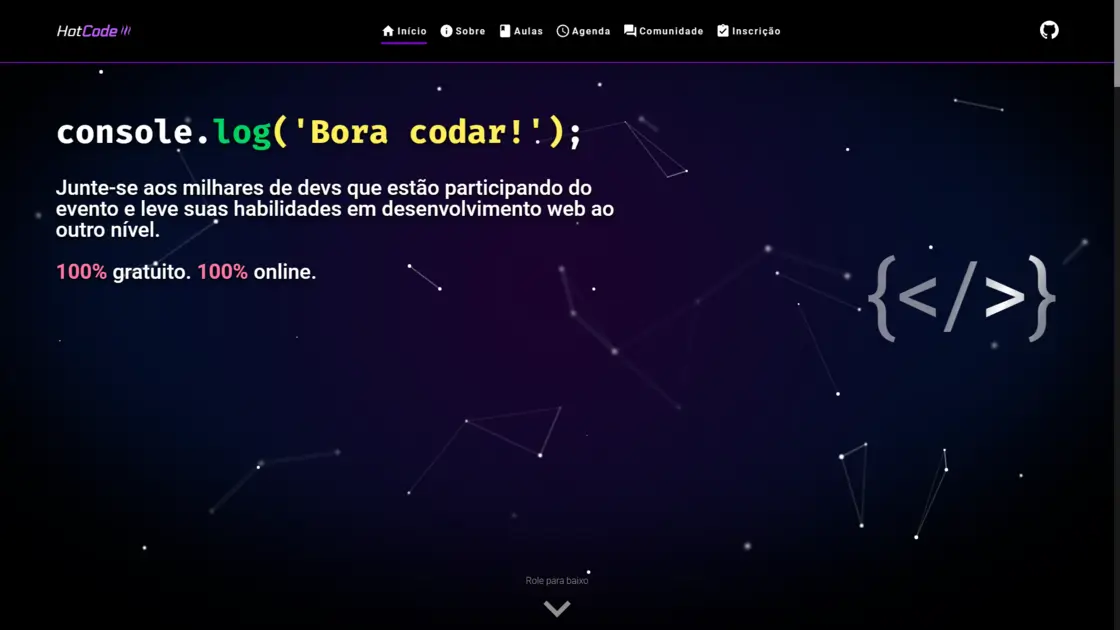 HotCode
Início Sobre Aulas Agenda Comunidade Inscrição
console.log('Bora codar!');
Junte-se aos milhares de devs que estão participando do
evento e leve suas habilidades em desenvolvimento web ao
outro nível.
100% gratuito. 100% online.
{</>}
Role para baixo